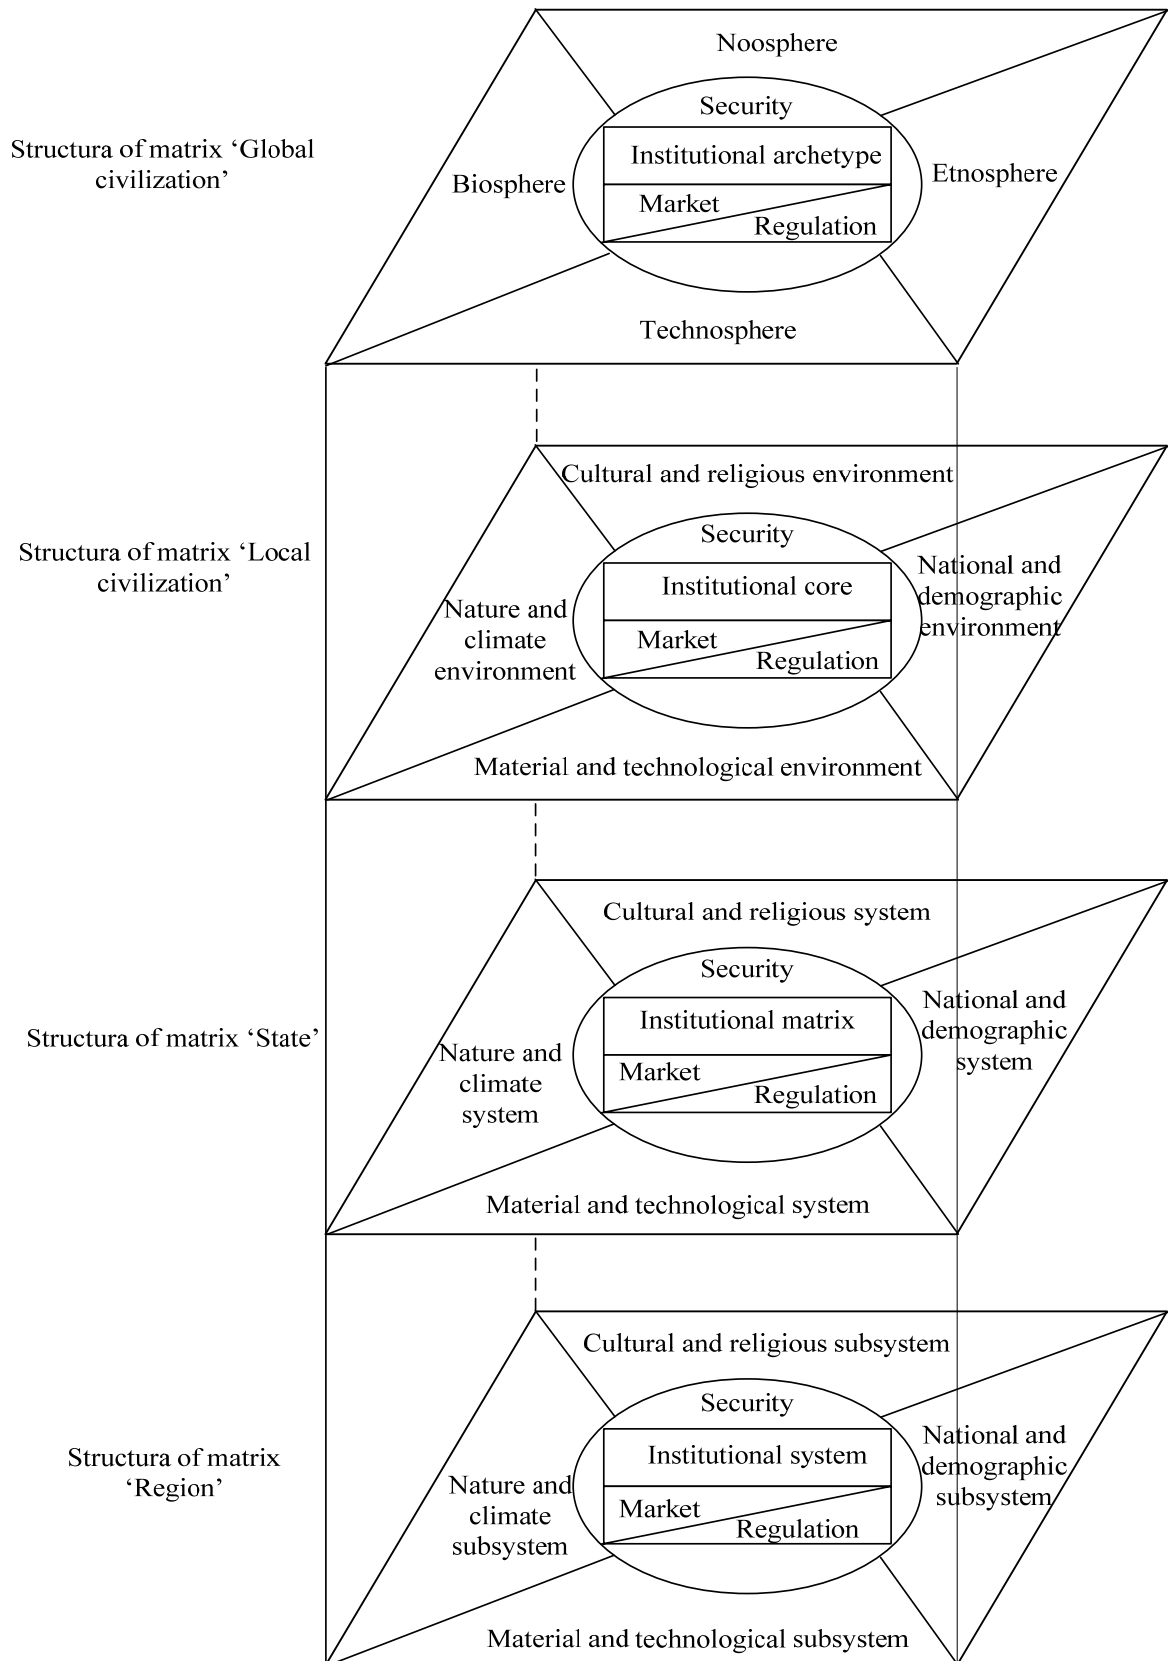 Noosphere
Security
Structura of matrix ‘Global
civilization’
Institutional archetype
Biosphere
Etnosphere
Market
Regulation
Technosphere
Cultural and religious environment
Security
Structura of matrix ‘Local
civilization’
Institutional core
National and
demographic
environment
Nature and
climate
environment
Market
Regulation
Material and technological environment
Cultural and religious system
Security
Structura of matrix ‘State’
Institutional matrix
National and
demographic
system
Nature and
climate
system
Market
Regulation
Material and technological system
Cultural and religious subsystem
Security
Structura of matrix
‘Region’
Institutional system
National and
demographic
subsystem
Nature and
climate
subsystem
Market
Regulation
Material and technological subsystem